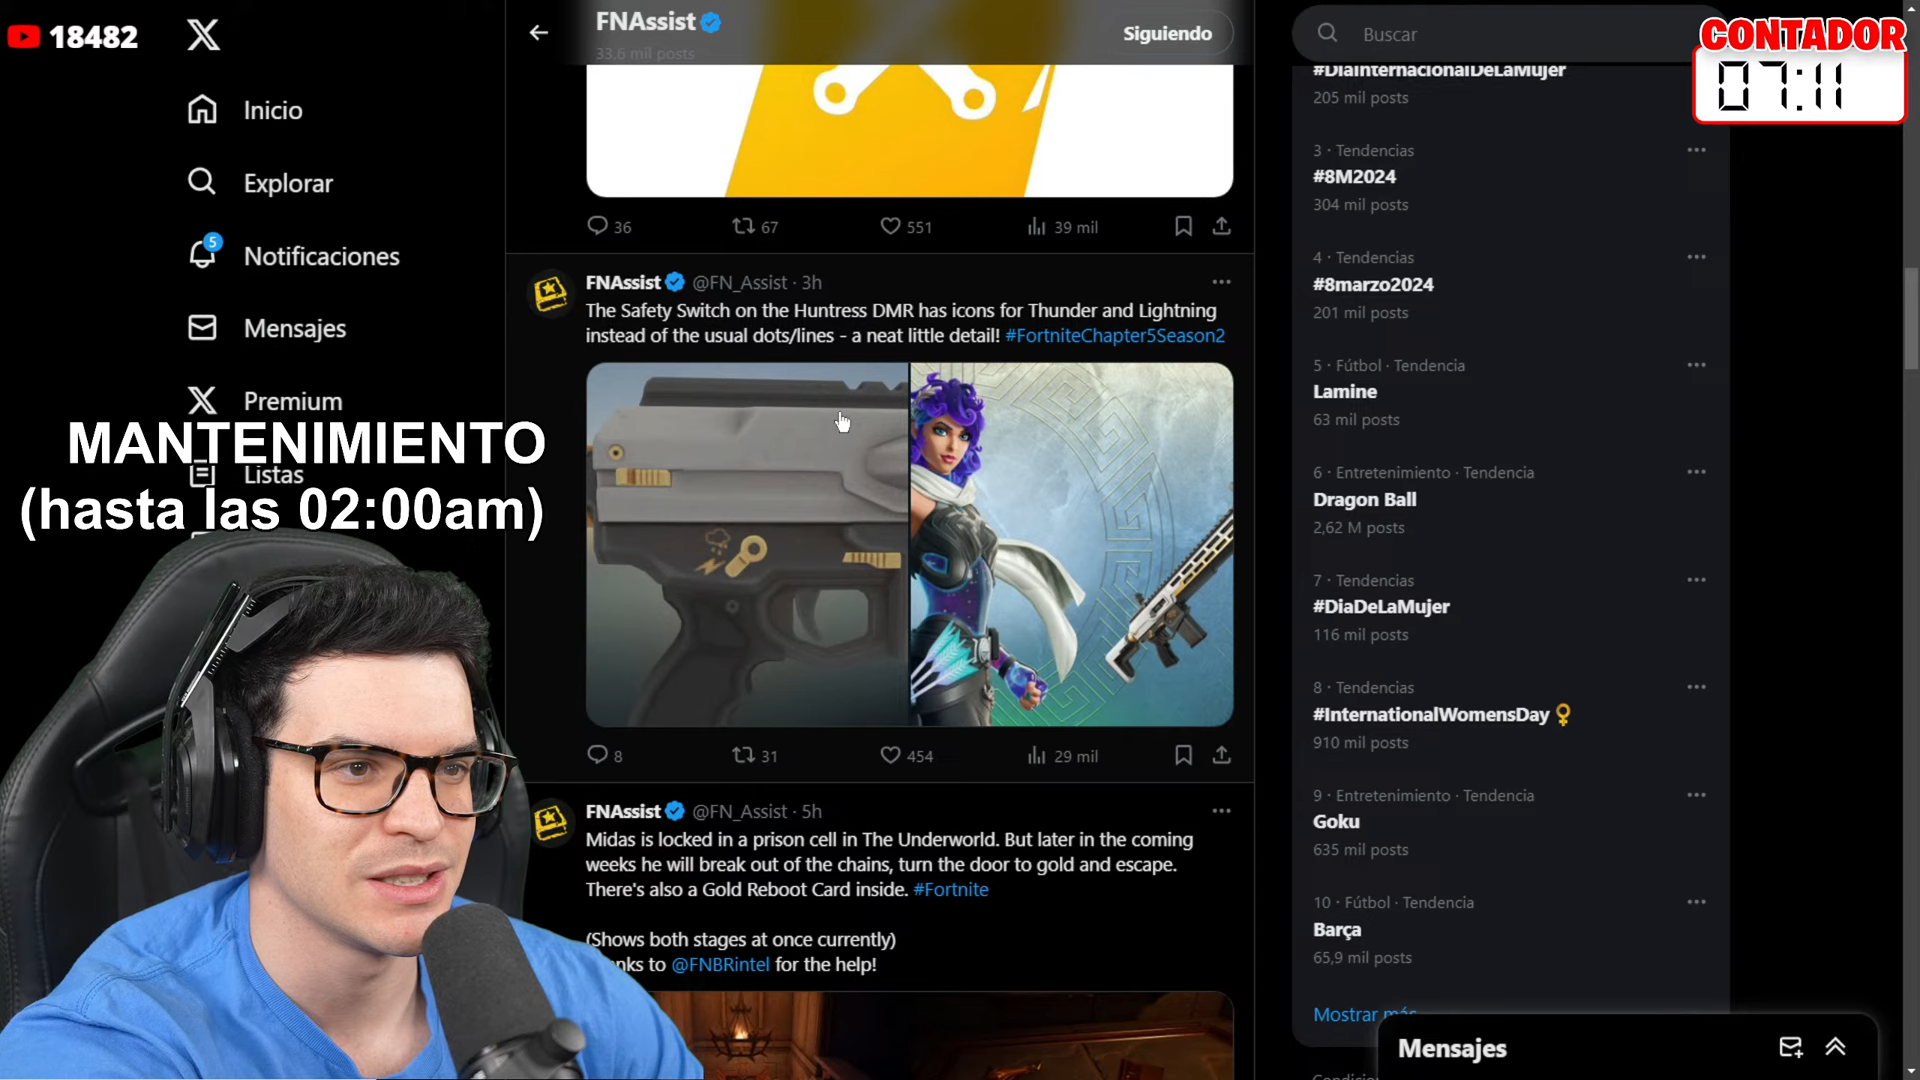 18482
Inicio
Explorar
5
Notificaciones
Mensajes
Premium
Listas
MANTENIMIENTO
(hasta las 02:00am)
FNAssist
33,6 mil posts
Siguiendo
36
67
551
39 mil
FNAssist @FN_Assist · 3h
The Safety Switch on the Huntress DMR has icons for Thunder and Lightning
instead of the usual dots/lines - a neat little detail! #FortniteChapter5Season2
8
31
454
29 mil
FNAssist @FN_Assist · 5h
Midas is locked in a prison cell in The Underworld. But later in the coming
weeks he will break out of the chains, turn the door to gold and escape.
There's also a Gold Reboot Card inside. #Fortnite
(Shows both stages at once currently)
to @FNBRintel for the help!
Buscar
CONTADOR
07:11
#DiaInternacionalDeLaMujer
205 mil posts
3 · Tendencias
#8M2024
304 mil posts
4 · Tendencias
#8marzo2024
201 mil posts
5 · Fútbol · Tendencia
Lamine
63 mil posts
6 · Entretenimiento · Tendencia
Dragon Ball
2,62 M posts
7 · Tendencias
#DiaDeLaMujer
116 mil posts
8 · Tendencias
#InternationalWomensDay
910 mil posts
9 · Entretenimiento · Tendencia
Goku
635 mil posts
10 · Fútbol · Tendencia
Barça
65,9 mil posts
Mostrar más
Mensajes